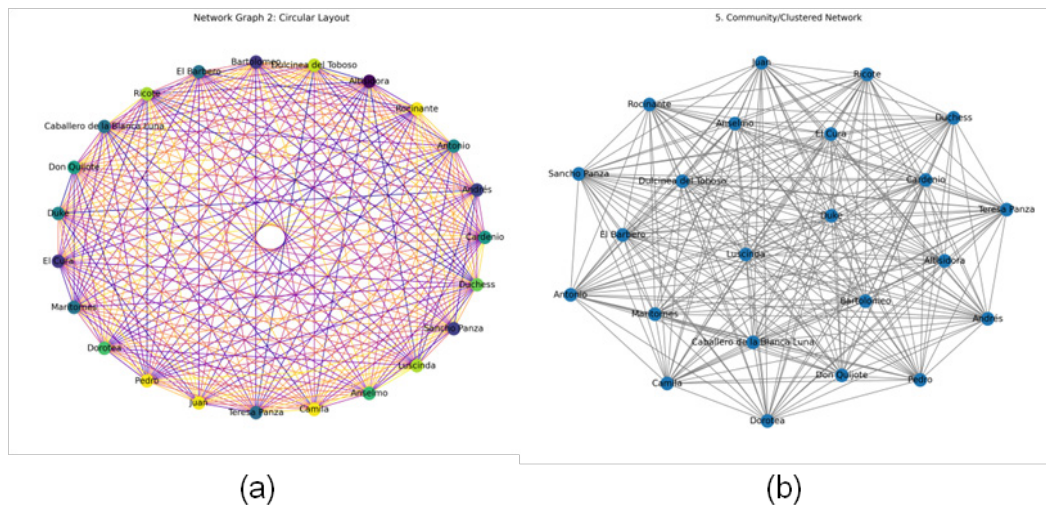 Network Graph 2: Circular Layout
Bartolomeo
Dulcinea del Toboso
El Barbero
Altisidora
Ricote
Rocinante
Caballero de la Blanca Luna
Antonio
Don Quijote
Andrés
Duke
Cardenio
El Cura
Duchess
Maritornes
Sancho Panza
Dorotea
Luscinda
Pedro
Anselmo
Juan
Camila
Teresa Panza
(a)
5. Community/Clustered Network
Juan
Ricote
Rocinante
Duchess
Anselmo
El Cura
Sancho Panza
Dulcinea del Toboso
Cardenio
Teresa Panza
Duke
El Barbero
Luscinda
Altisidora
Antonio
Bartolomeo
Maritornes
Andrés
Caballero de la Blanca Luna
Don Quijote
Pedro
Camila
Dorotea
(b)